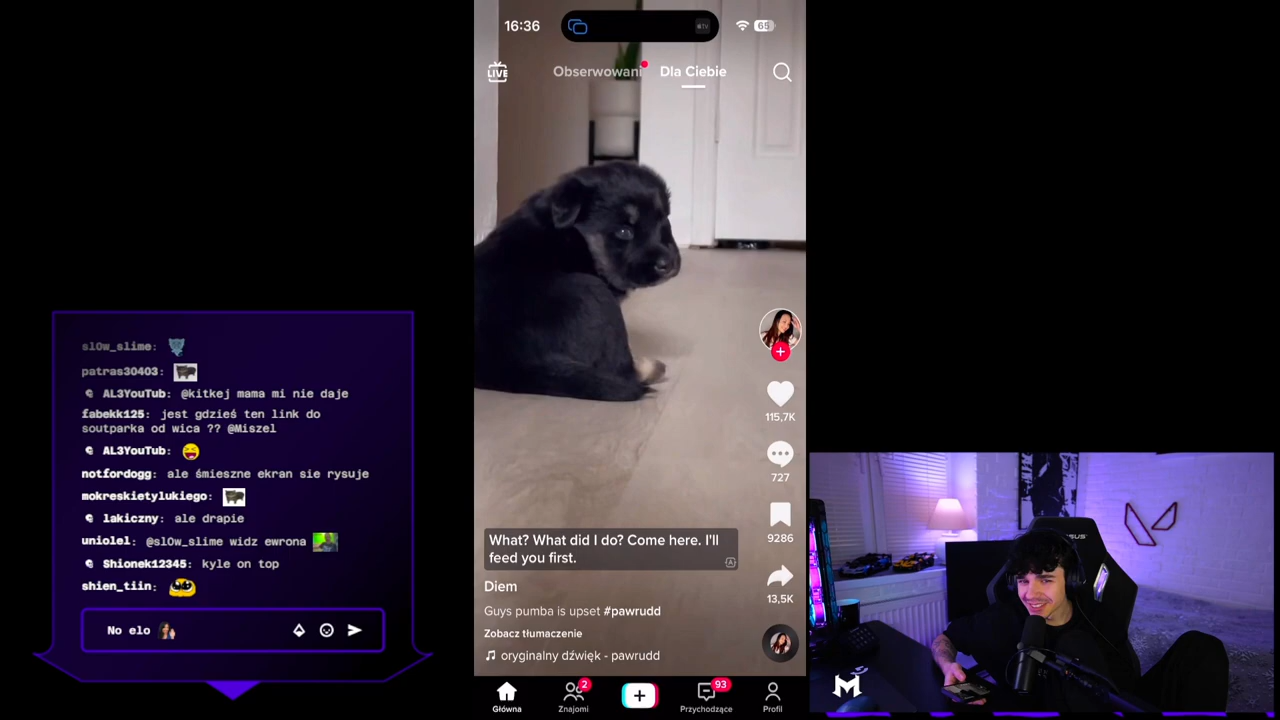 16:36
tv
65
LIVE
Obserwowani
Dla Ciebie
115,7K
727
9286
13,5K
What? What did I do? Come here. I'll
feed you first.
Diem
Guys pumba is upset #pawrudd
Zobacz tłumaczenie
oryginalny dźwięk - pawrudd
Główna
2
Znajomi
93
Przychodzące
Profil
sl0w_slime:
patras30403:
AL3YouTub: @kitkej mama mi nie daje
fabekk125: jest gdzieś ten link do
soutparka od wica ?? @Miszel
AL3YouTub:
notfordogg: ale śmieszne ekran sie rysuje
mokreskietylukiego:
lakiczny: ale drapie
uniolel: @sl0w_slime widz ewrona
Shionek12345: kyle on top
shien_tiin:
No elo